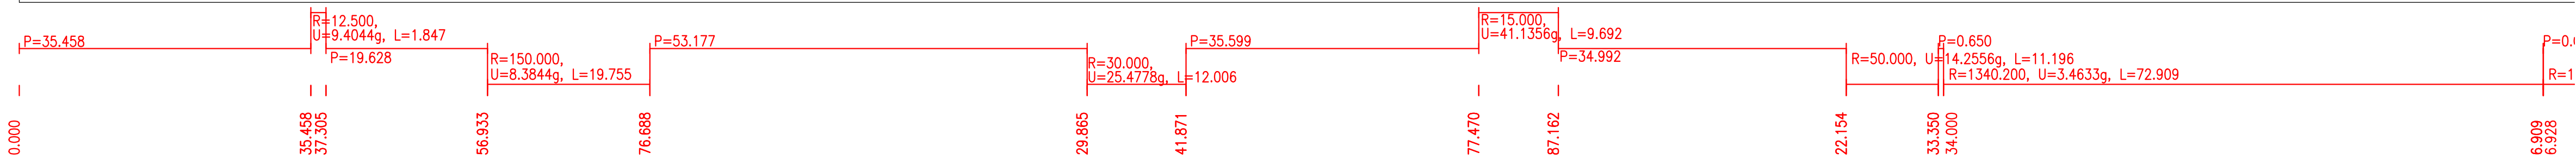 P=35.458
R=12.500,
U=9.4044g, L=1.847
P=19.628
R=150.000,
U=8.3844g, L=19.755
P=53.177
R=30.000,
U=25.4778g, L=12.006
P=35.599
R=15.000,
U=41.1356g, L=9.692
P=34.992
R=50.000, U=14.2556g, L=11.196
P=0.650
R=1340.200, U=3.4633g, L=72.909
0.000
35.458
37.305
56.933
76.688
29.865
41.871
77.470
87.162
22.154
33.350
34.000
6.909
6.928